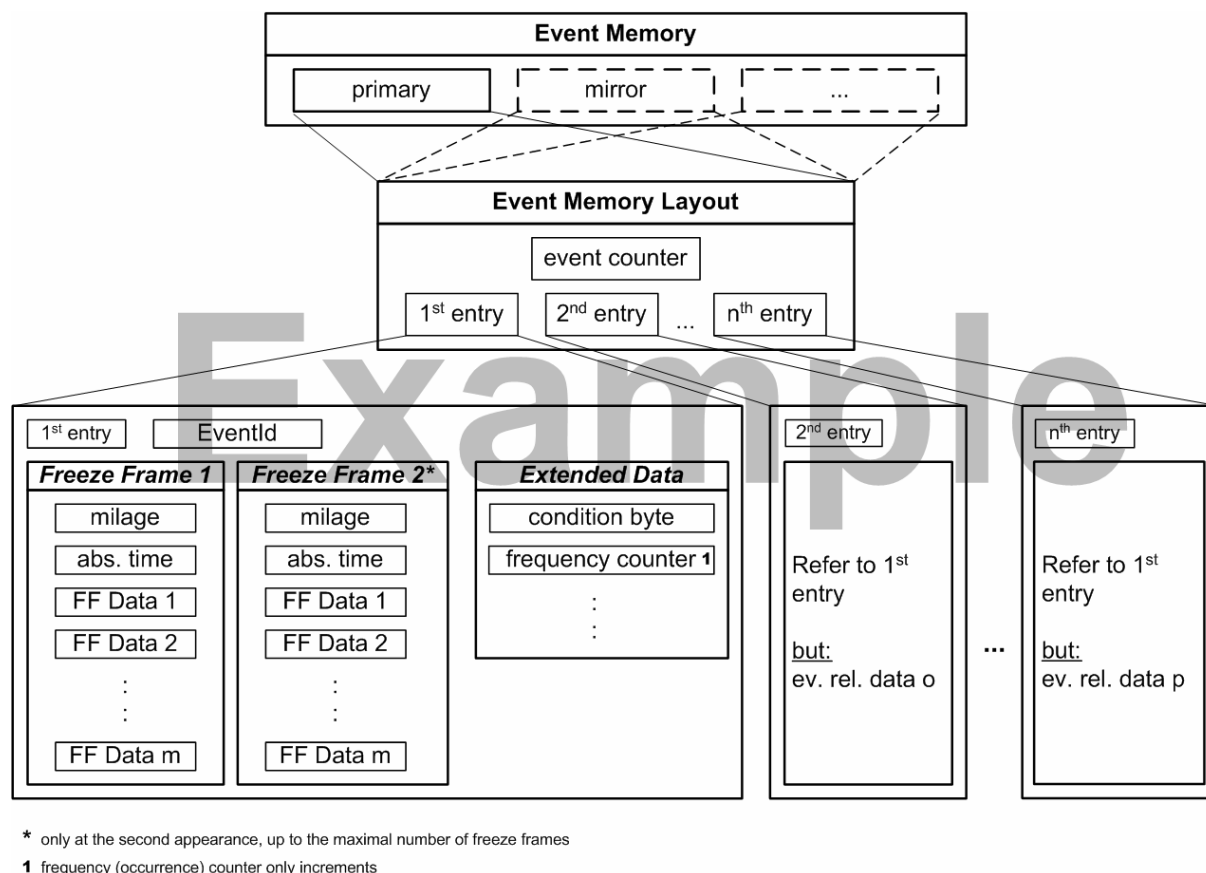 Event Memory
primary
mirror
...
Event Memory Layout
event counter
1st entry
2nd entry
...
nth entry
Example
1st entry
EventId
Freeze Frame 1
milage
abs. time
FF Data 1
FF Data 2
:
:
FF Data m
Freeze Frame 2*
milage
abs. time
FF Data 1
FF Data 2
:
:
FF Data m
Extended Data
condition byte
frequency counter 1
:
:
2nd entry
Refer to 1st
entry
but:
ev. rel. data o
...
nth entry
Refer to 1st
entry
but:
ev. rel. data p
* only at the second appearance, up to the maximal number of freeze frames
1 frequency (occurrence) counter only increments